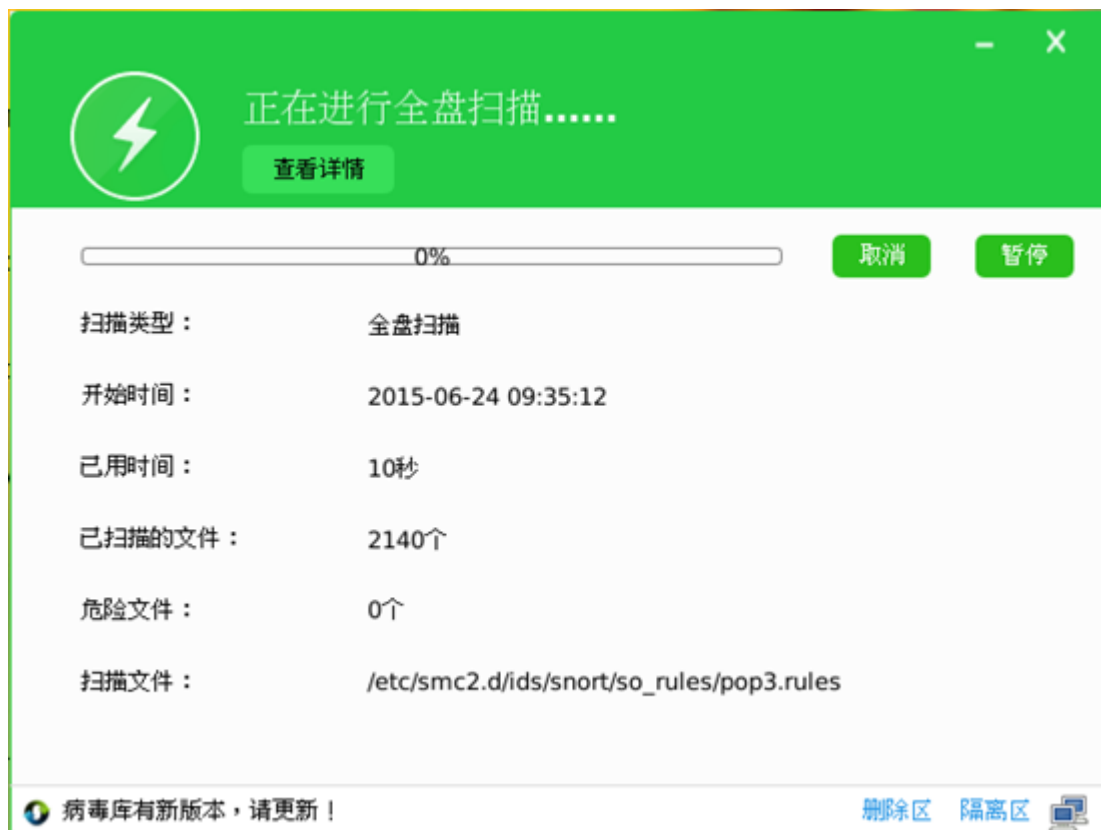 正在进行全盘扫描......
查看详情
0% 取消 暂停
扫描类型： 全盘扫描
开始时间： 2015-06-24 09:35:12
己用时间： 10秒
己扫描的文件： 2140个
危险文件： 0个
扫描文件： /etc/smc2.d/ids/snort/so_rules/pop3.rules
病毒库有新版本，请更新！ 删除区 隔离区